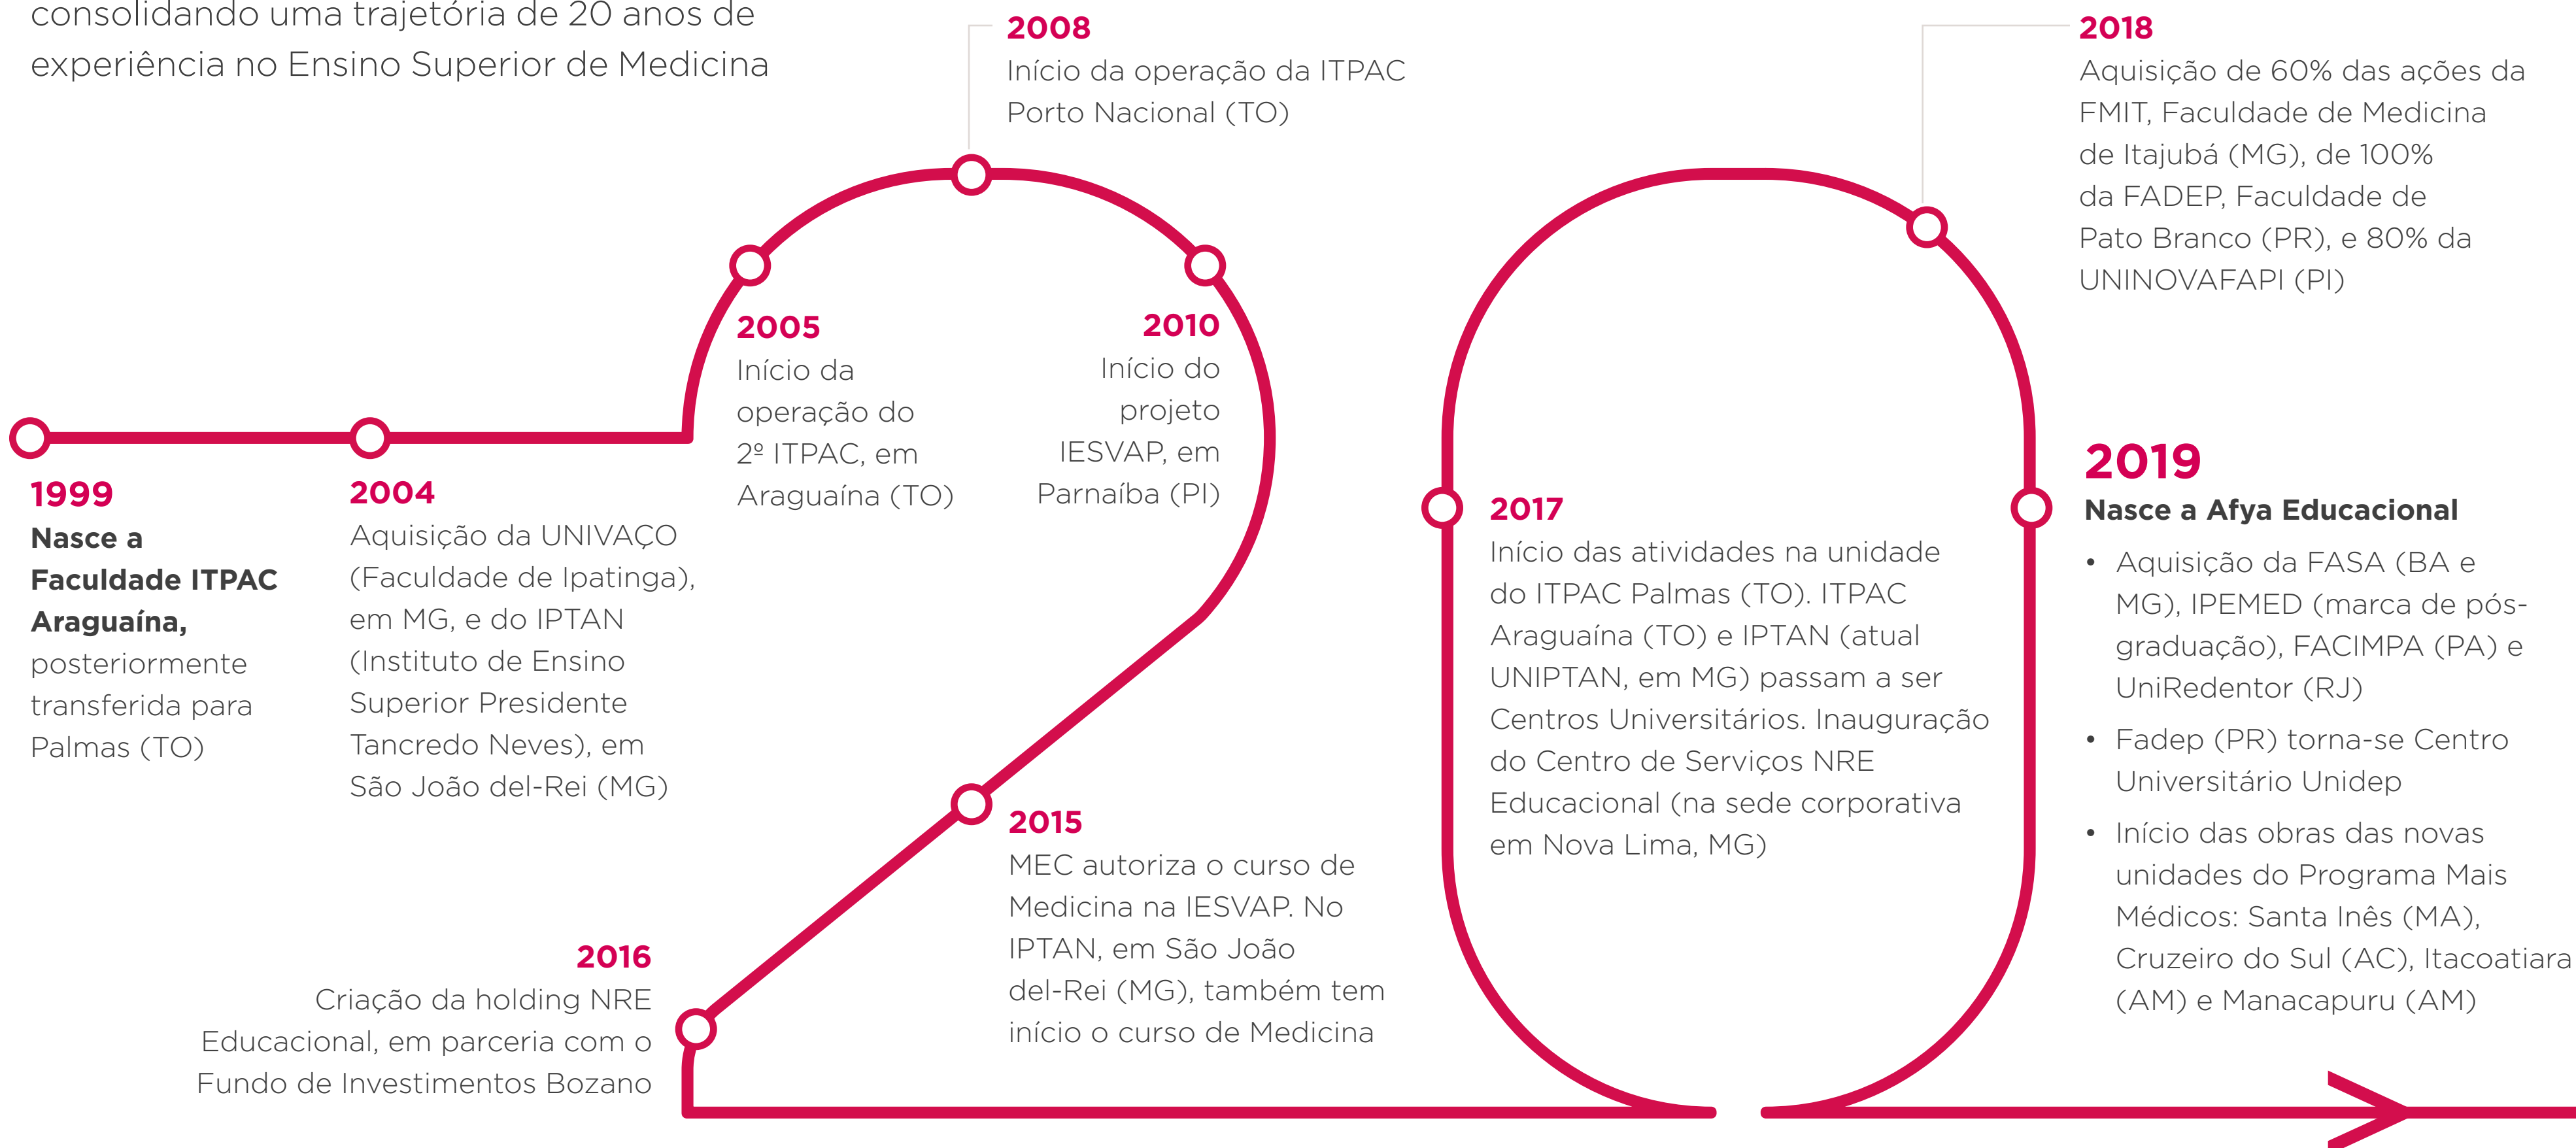 consolidando uma trajetória de 20 anos de
experiência no Ensino Superior de Medicina
1999
Nasce a
Faculdade ITPAC
Araguaína,
posteriormente
transferida para
Palmas (TO)
2004
Aquisição da UNIVAÇO
(Faculdade de Ipatinga),
em MG, e do IPTAN
(Instituto de Ensino
Superior Presidente
Tancredo Neves), em
São João del-Rei (MG)
2005
Início da
operação do
2º ITPAC, em
Araguaína (TO)
2008
Início da operação da ITPAC
Porto Nacional (TO)
2010
Início do
projeto
IESVAP, em
Parnaíba (PI)
2015
MEC autoriza o curso de
Medicina na IESVAP. No
IPTAN, em São João
del-Rei (MG), também tem
início o curso de Medicina
2016
Criação da holding NRE
Educacional, em parceria com o
Fundo de Investimentos Bozano
2017
Início das atividades na unidade
do ITPAC Palmas (TO). ITPAC
Araguaína (TO) e IPTAN (atual
UNIPTAN, em MG) passam a ser
Centros Universitários. Inauguração
do Centro de Serviços NRE
Educacional (na sede corporativa
em Nova Lima, MG)
2018
Aquisição de 60% das ações da
FMIT, Faculdade de Medicina
de Itajubá (MG), de 100%
da FADEP, Faculdade de
Pato Branco (PR), e 80% da
UNINOVAFAPI (PI)
2019
Nasce a Afya Educacional
• Aquisição da FASA (BA e
MG), IPEMED (marca de pós-
graduação), FACIMPA (PA) e
UniRedentor (RJ)
• Fadep (PR) torna-se Centro
Universitário Unidep
• Início das obras das novas
unidades do Programa Mais
Médicos: Santa Inês (MA),
Cruzeiro do Sul (AC), Itacoatiara
(AM) e Manacapuru (AM)